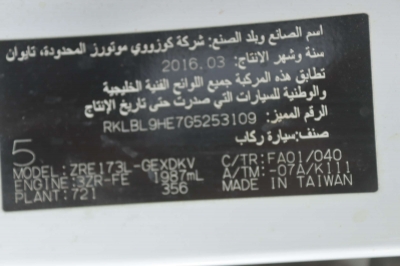 اسم الصانع وبلد الصنع: شركة كوزووي موتورز المحدودة، تايوان
سنة وشهر الانتاج: 2016.03
تطابق هذه المركبة جميع اللوائح الفنية الخليجية
والوطنية للسيارات التي صدرت حتى تاريخ الإنتاج
الرقم المميز: RKLBL9HE7G5253109
صنف: سيارة ركاب
5
MODEL: ZRE173L-GEXDKV C/TR: FA01/040
ENGINE: 3ZR-FE 1987mL A/TM: -07A/K111
PLANT: 721 356 MADE IN TAIWAN